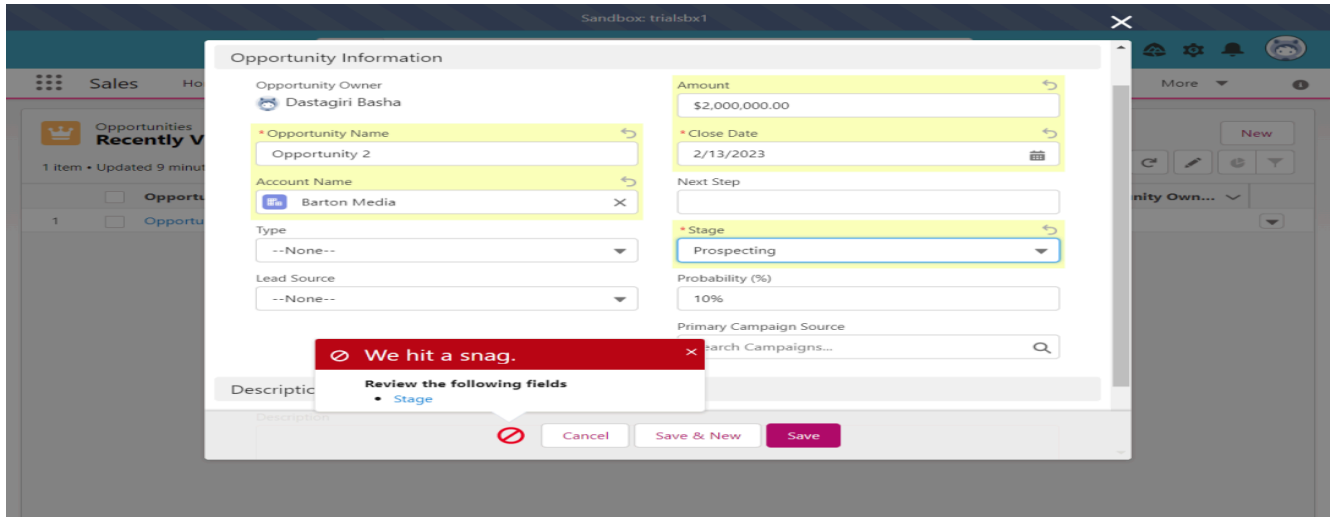 Sandbox: trialsbx1
Sales
Ho
More
Opportunities
Recently V
New
1 item • Updated 9 minut
Opportu
nity Own...
1
Opportu
Opportunity Information
Opportunity Owner
Dastagiri Basha
Amount
$2,000,000.00
*Opportunity Name
Opportunity 2
*Close Date
2/13/2023
Account Name
Barton Media
Next Step
Type
--None--
*Stage
Prospecting
Lead Source
--None--
Probability (%)
10%
Primary Campaign Source
earch Campaigns...
We hit a snag.
Review the following fields
• Stage
Descriptio
Description
Cancel
Save & New
Save